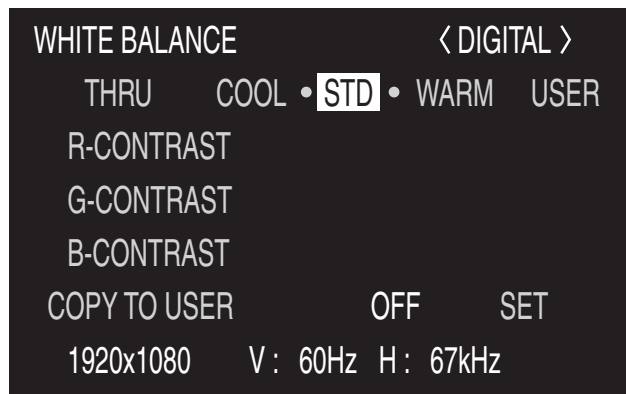 WHITE BALANCE 〈 DIGITAL 〉
THRU COOL • STD • WARM USER
R-CONTRAST
G-CONTRAST
B-CONTRAST
COPY TO USER OFF SET
1920x1080 V : 60Hz H : 67kHz